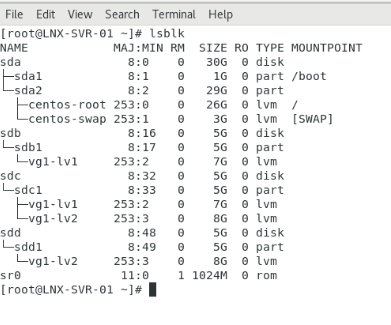 File Edit View Search Terminal Help
[root@LNX-SVR-01 ~]# lsblk
NAME MAJ:MIN RM SIZE RO TYPE MOUNTPOINT
sda 8:0 0 30G 0 disk
├─sda1 8:1 0 1G 0 part /boot
└─sda2 8:2 0 29G 0 part
  ├─centos-root 253:0 0 26G 0 lvm /
  └─centos-swap 253:1 0 3G 0 lvm [SWAP]
sdb 8:16 0 5G 0 disk
└─sdb1 8:17 0 5G 0 part
  └─vg1-lv1 253:2 0 7G 0 lvm
sdc 8:32 0 5G 0 disk
└─sdc1 8:33 0 5G 0 part
  ├─vg1-lv1 253:2 0 7G 0 lvm
  └─vg1-lv2 253:3 0 8G 0 lvm
sdd 8:48 0 5G 0 disk
└─sdd1 8:49 0 5G 0 part
  └─vg1-lv2 253:3 0 8G 0 lvm
sr0 11:0 1 1024M 0 rom
[root@LNX-SVR-01 ~]#